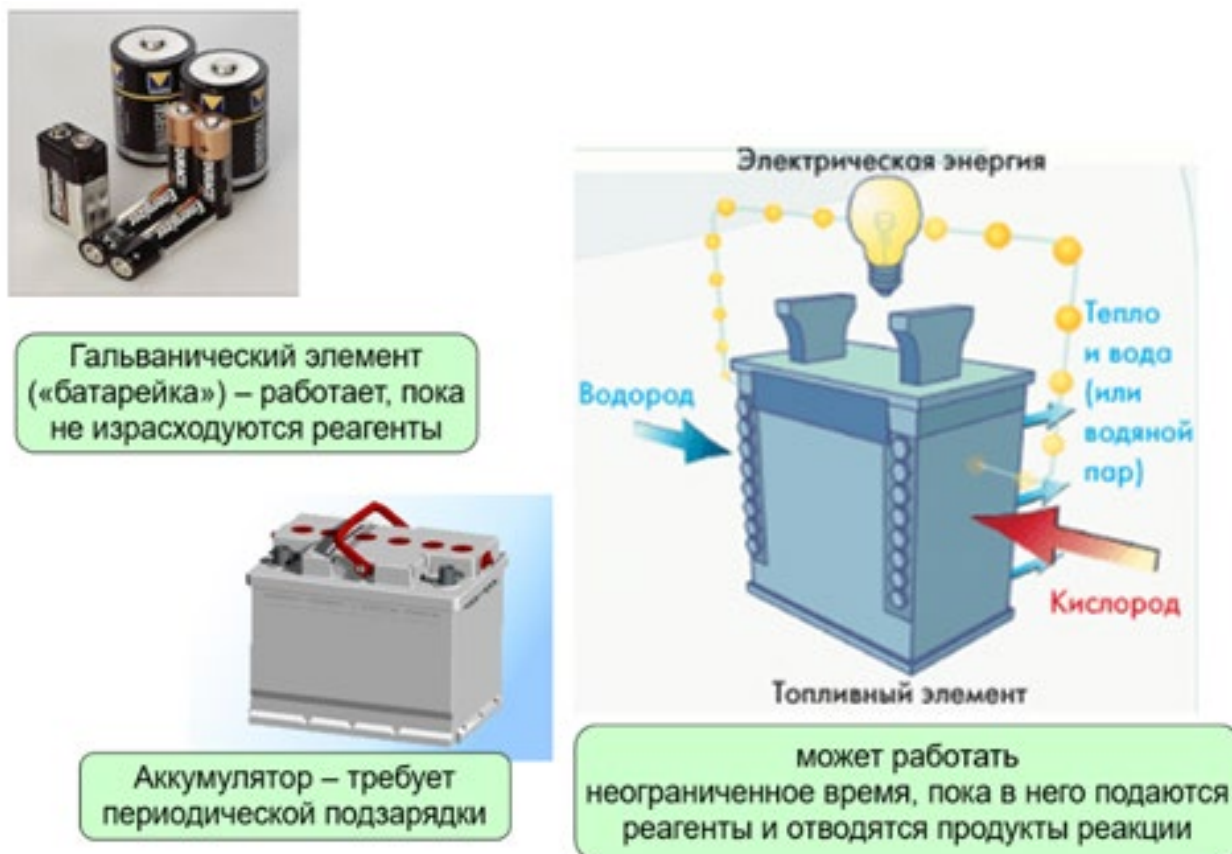 Гальванический элемент
(«батарейка») – работает, пока
не израсходуются реагенты
Аккумулятор – требует
периодической подзарядки
Электрическая энергия
Водород
Тепло
и вода
(или
водяной
пар)
Кислород
Топливный элемент
может работать
неограниченное время, пока в него подаются
реагенты и отводятся продукты реакции